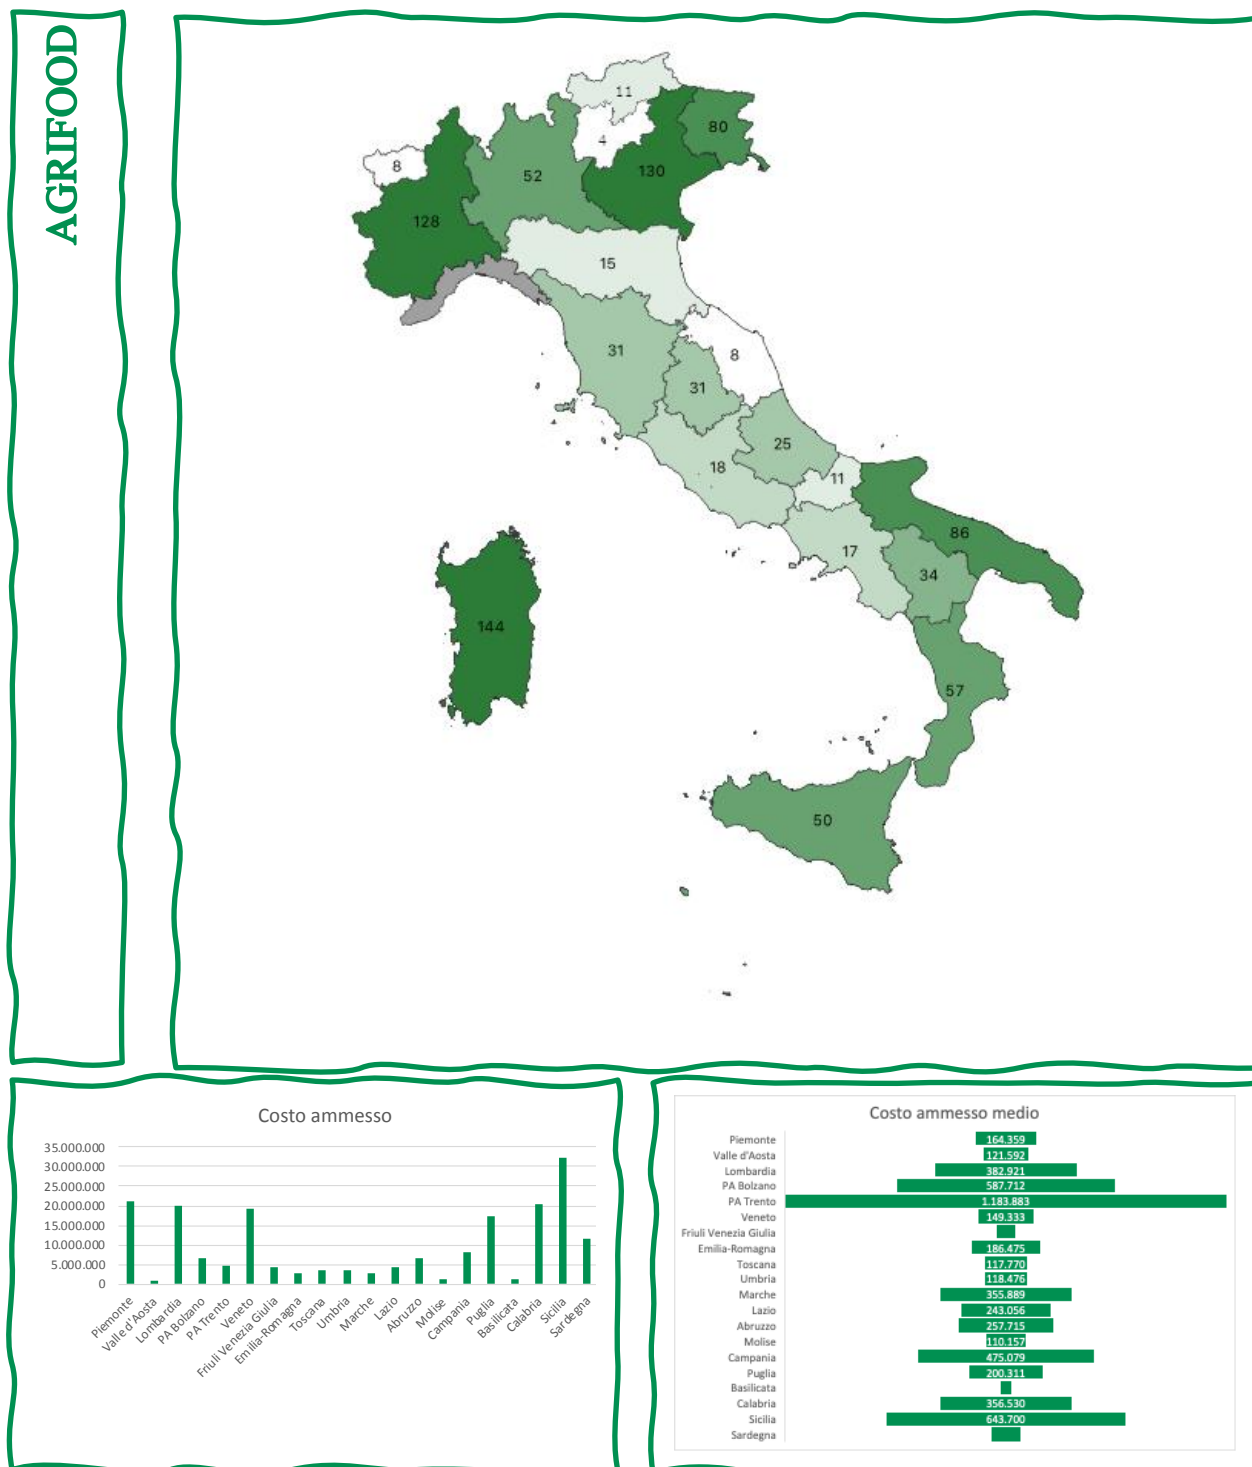 AGRIFOOD
11
4
80
8
52
130
128
15
31
8
31
25
18
11
86
17
34
144
57
50
Costo ammesso
35.000.000
30.000.000
25.000.000
20.000.000
15.000.000
10.000.000
5.000.000
0
Piemonte
Valle d'Aosta
Lombardia
PA Bolzano
PA Trento
Veneto
Friuli Venezia Giulia
Emilia-Romagna
Toscana
Umbria
Marche
Lazio
Abruzzo
Molise
Campania
Puglia
Basilicata
Calabria
Sicilia
Sardegna
Costo ammesso medio
Piemonte 164.359
Valle d'Aosta 121.592
Lombardia 382.921
PA Bolzano 587.712
PA Trento 1.183.883
Veneto 149.333
Friuli Venezia Giulia
Emilia-Romagna 186.475
Toscana 117.770
Umbria 118.476
Marche 355.889
Lazio 243.056
Abruzzo 257.715
Molise 110.157
Campania 475.079
Puglia 200.311
Basilicata
Calabria 356.530
Sicilia 643.700
Sardegna